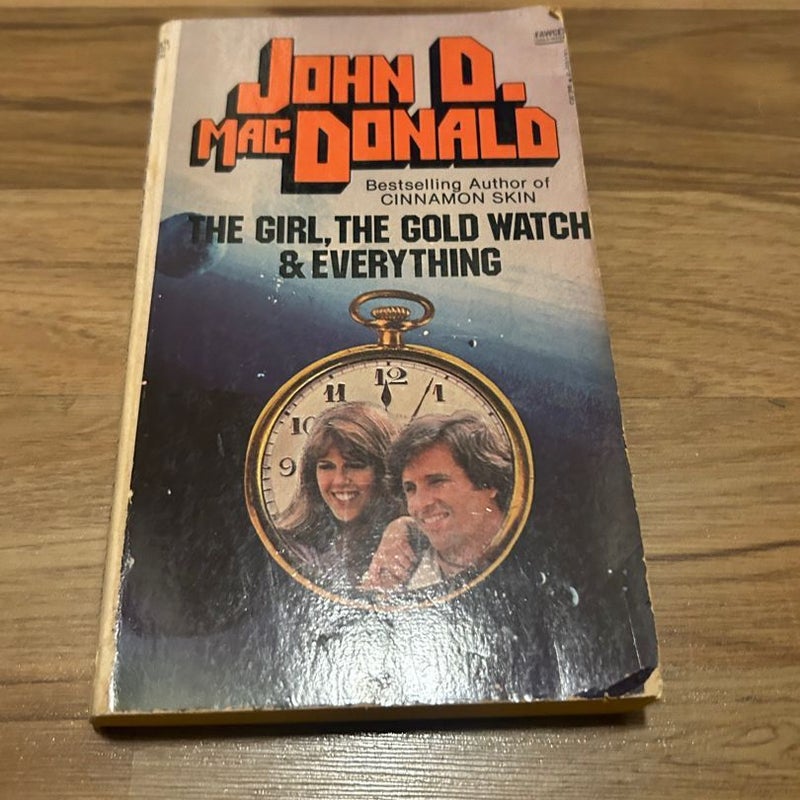 JOHN D.
MACDONALD
Bestselling Author of
CINNAMON SKIN
THE GIRL, THE GOLD WATCH
& EVERYTHING
11 12 1
10
9